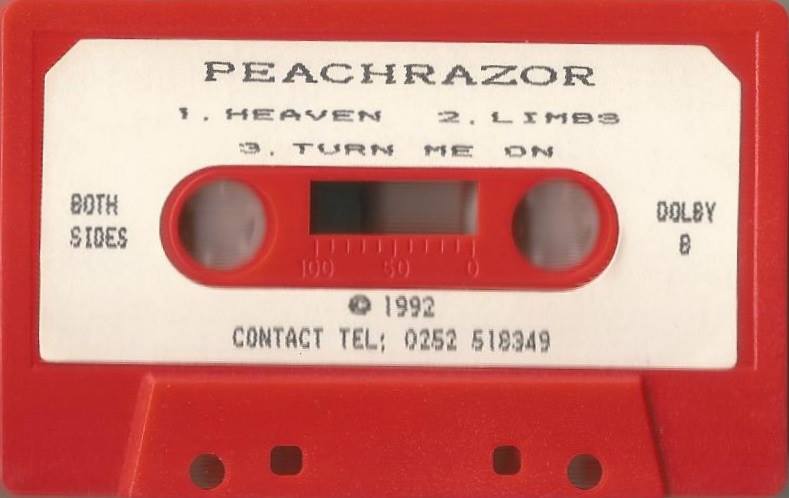 PEACHRAZOR
1. HEAVEN 2. LIMBS
3. TURN ME ON
BOTH
SIDES
DOLBY
B
100 50 0
© 1992
CONTACT TEL: 0252 518349